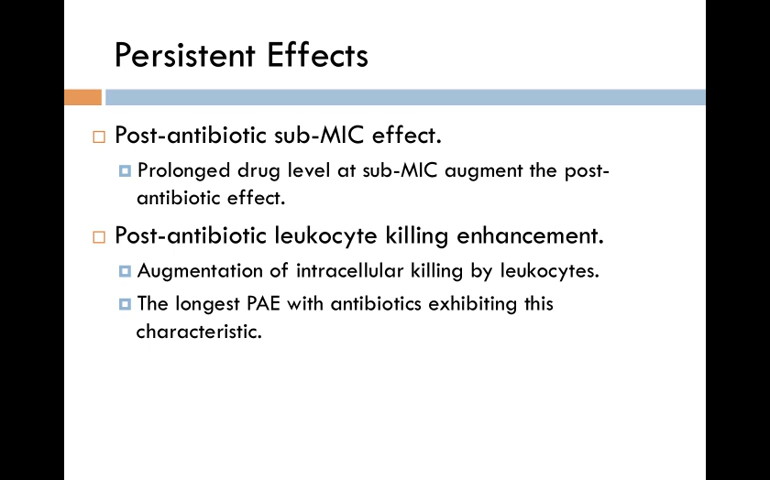 Persistent Effects
Post-antibiotic sub-MIC effect.
Prolonged drug level at sub-MIC augment the post-
antibiotic effect.
Post-antibiotic leukocyte killing enhancement.
Augmentation of intracellular killing by leukocytes.
The longest PAE with antibiotics exhibiting this
characteristic.